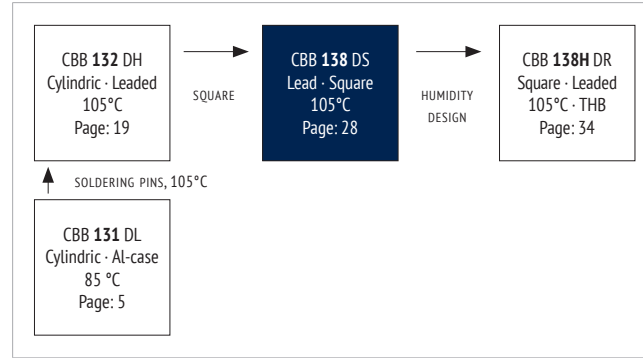 CBB 132 DH
Cylindric · Leaded
105°C
Page: 19
SQUARE
CBB 138 DS
Lead · Square
105°C
Page: 28
HUMIDITY
DESIGN
CBB 138H DR
Square · Leaded
105°C · THB
Page: 34
SOLDERING PINS, 105°C
CBB 131 DL
Cylindric · Al-case
85 °C
Page: 5